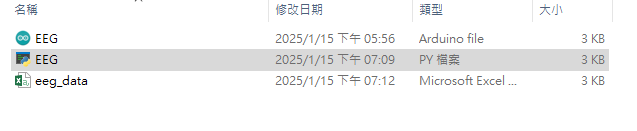 名稱 修改日期 類型 大小
EEG 2025/1/15 下午 05:56 Arduino file 3 KB
EEG 2025/1/15 下午 07:09 PY 檔案 3 KB
eeg_data 2025/1/15 下午 07:12 Microsoft Excel ... 3 KB